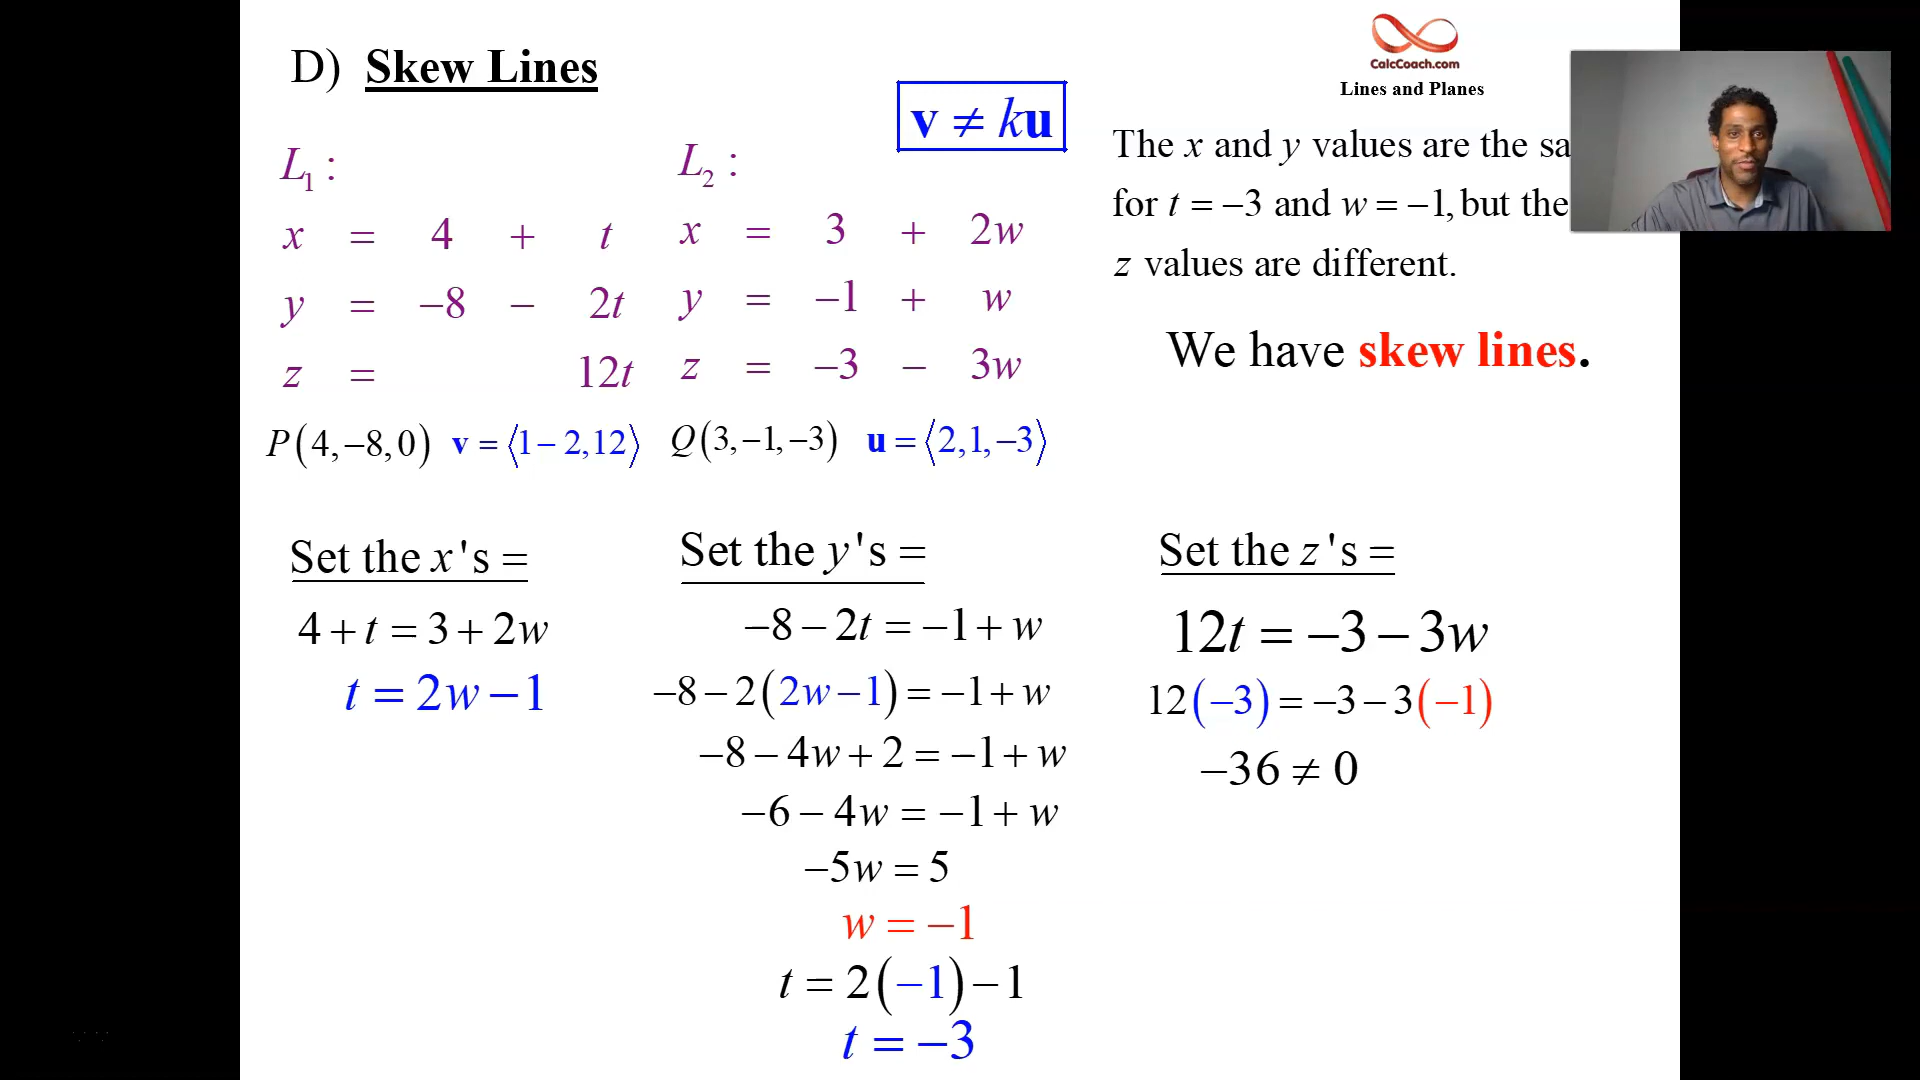 D) Skew Lines
CalcCoach.com
Lines and Planes
v ≠ ku
The x and y values are the sa
for t = −3 and w = −1, but the
z values are different.
We have skew lines.
L₁ :
x = 4 + t
y = −8 − 2t
z = 12t
P(4, −8, 0) v = ⟨1 − 2, 12⟩
L₂ :
x = 3 + 2w
y = −1 + w
z = −3 − 3w
Q(3, −1, −3) u = ⟨2, 1, −3⟩
Set the x's =
4 + t = 3 + 2w
t = 2w − 1
Set the y's =
−8 − 2t = −1 + w
−8 − 2(2w − 1) = −1 + w
−8 − 4w + 2 = −1 + w
−6 − 4w = −1 + w
−5w = 5
w = −1
t = 2(−1) − 1
t = −3
Set the z's =
12t = −3 − 3w
12(−3) = −3 − 3(−1)
−36 ≠ 0